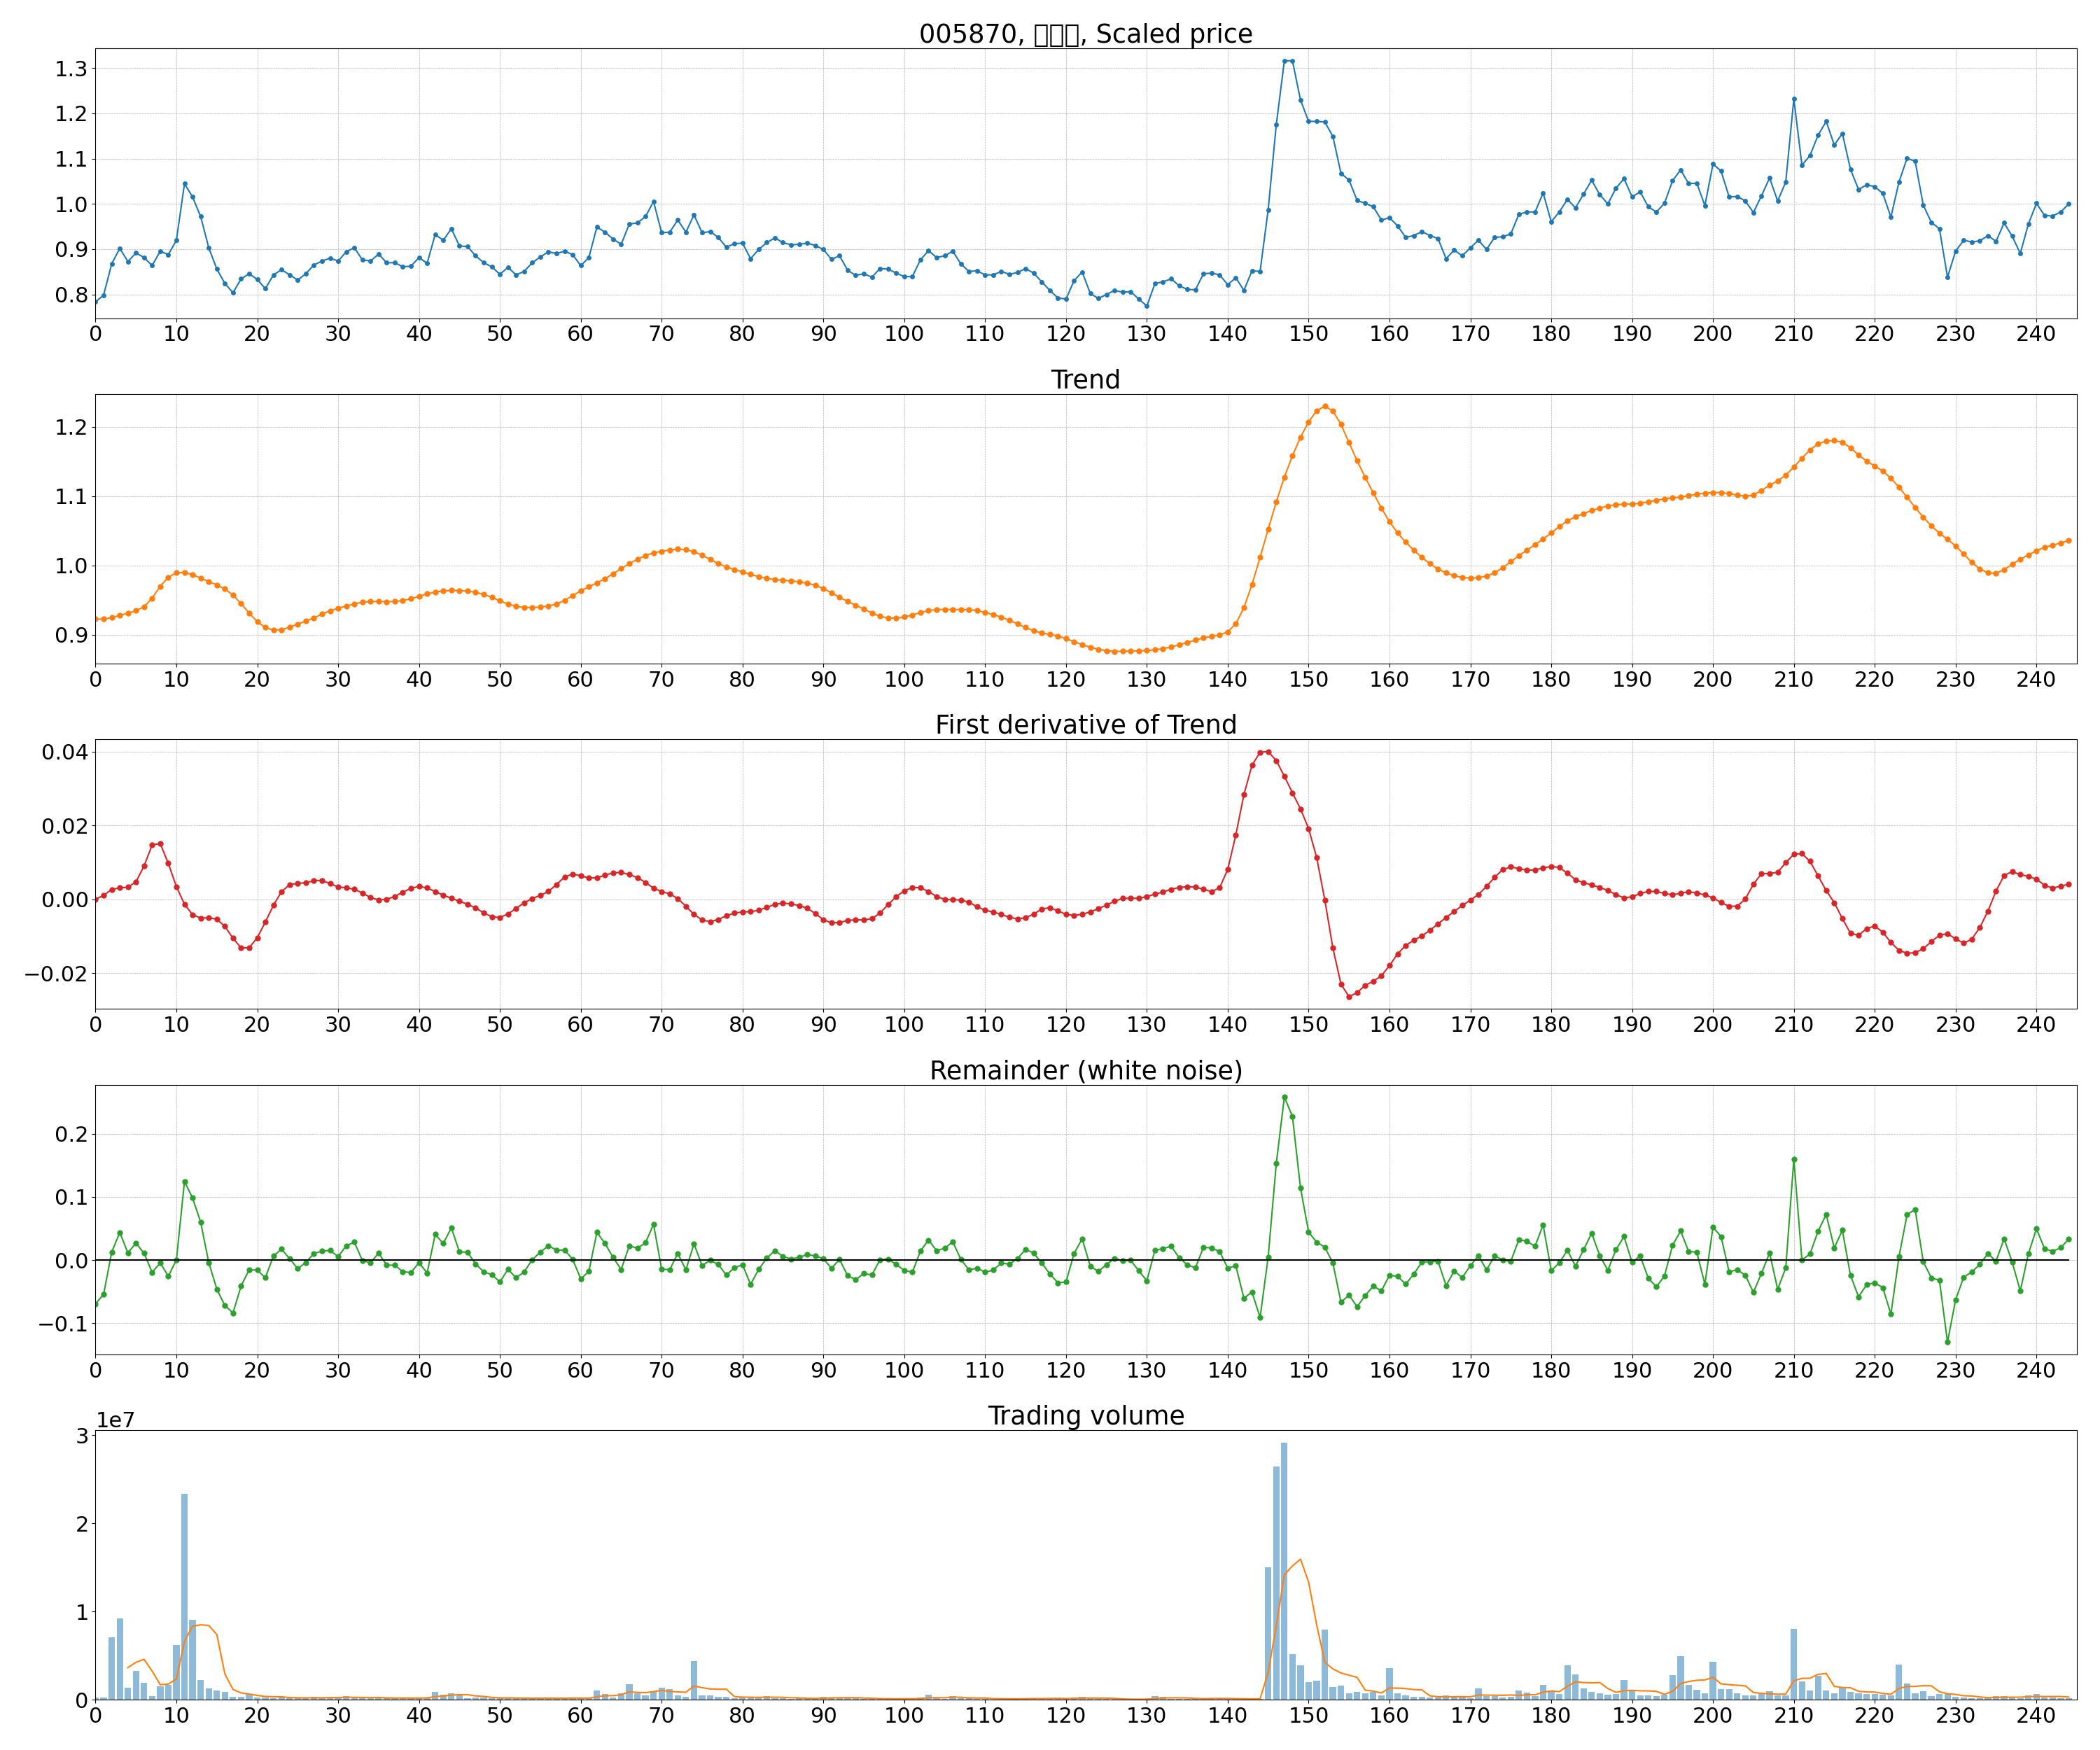 005870, , Scaled price
1.3
1.2
1.1
1.0
0.9
0.8
0 10 20 30 40 50 60 70 80 90 100 110 120 130 140 150 160 170 180 190 200 210 220 230 240
Trend
1.2
1.1
1.0
0.9
0 10 20 30 40 50 60 70 80 90 100 110 120 130 140 150 160 170 180 190 200 210 220 230 240
First derivative of Trend
0.04
0.02
0.00
−0.02
0 10 20 30 40 50 60 70 80 90 100 110 120 130 140 150 160 170 180 190 200 210 220 230 240
Remainder (white noise)
0.2
0.1
0.0
−0.1
0 10 20 30 40 50 60 70 80 90 100 110 120 130 140 150 160 170 180 190 200 210 220 230 240
Trading volume
1e7
3
2
1
0
0 10 20 30 40 50 60 70 80 90 100 110 120 130 140 150 160 170 180 190 200 210 220 230 240